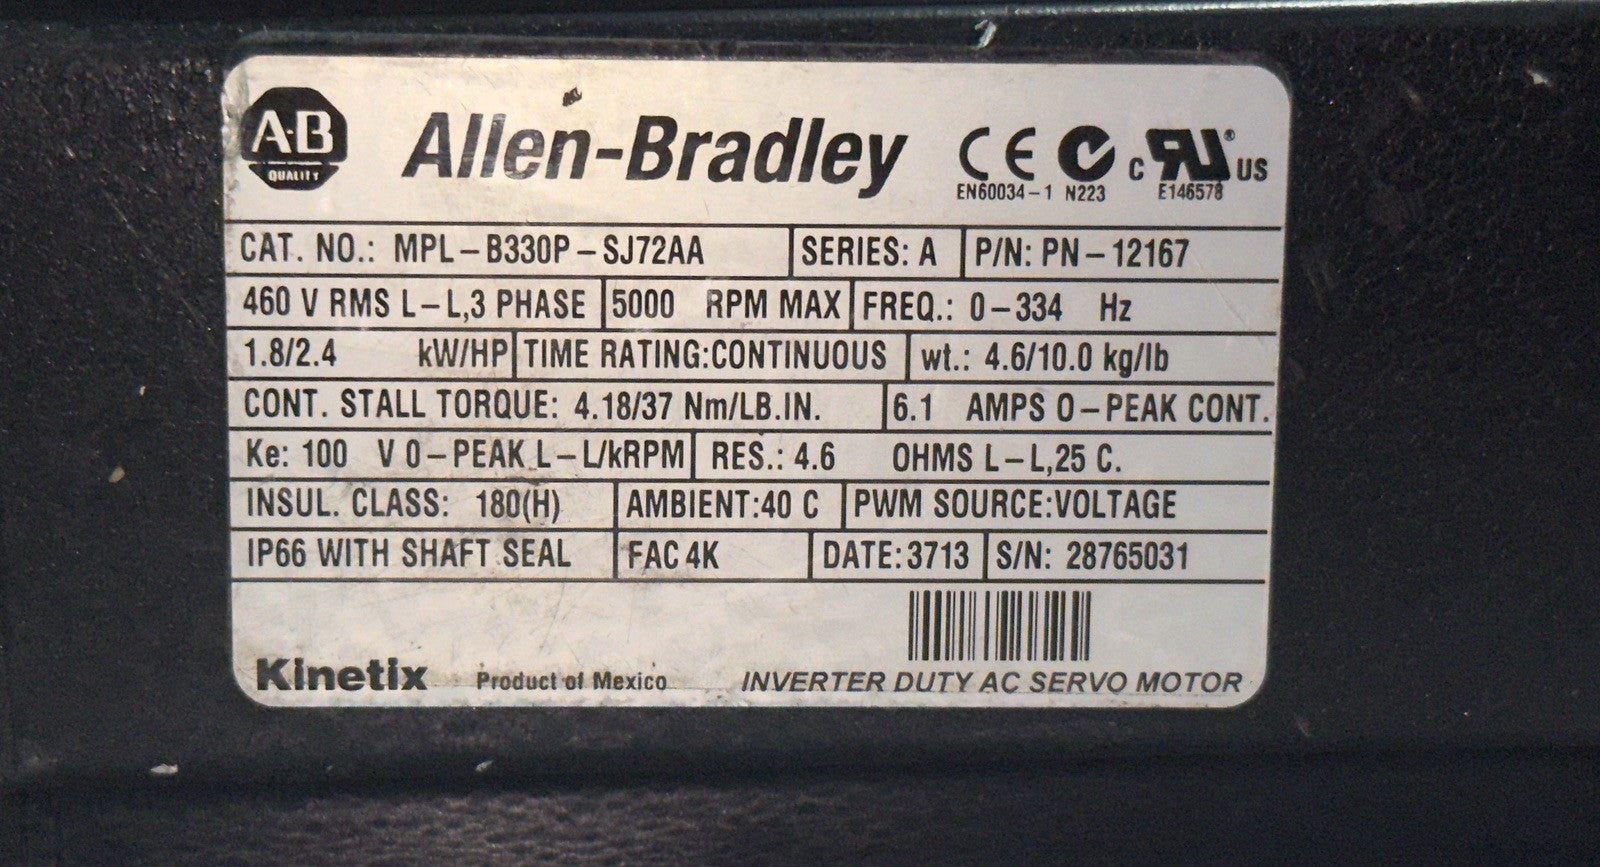 A-B QUALITY Allen-Bradley CE c RU ® US
EN60034-1 N223 E146578
CAT. NO.: MPL-B330P-SJ72AA SERIES: A P/N: PN-12167
460 V RMS L-L,3 PHASE 5000 RPM MAX FREQ.: 0-334 Hz
1.8/2.4 kW/HP TIME RATING:CONTINUOUS wt.: 4.6/10.0 kg/lb
CONT. STALL TORQUE: 4.18/37 Nm/LB.IN. 6.1 AMPS 0-PEAK CONT.
Ke: 100 V 0-PEAK L-L/kRPM RES.: 4.6 OHMS L-L,25 C.
INSUL. CLASS: 180(H) AMBIENT:40 C PWM SOURCE:VOLTAGE
IP66 WITH SHAFT SEAL FAC 4K DATE:3713 S/N: 28765031
Kinetix Product of Mexico INVERTER DUTY AC SERVO MOTOR